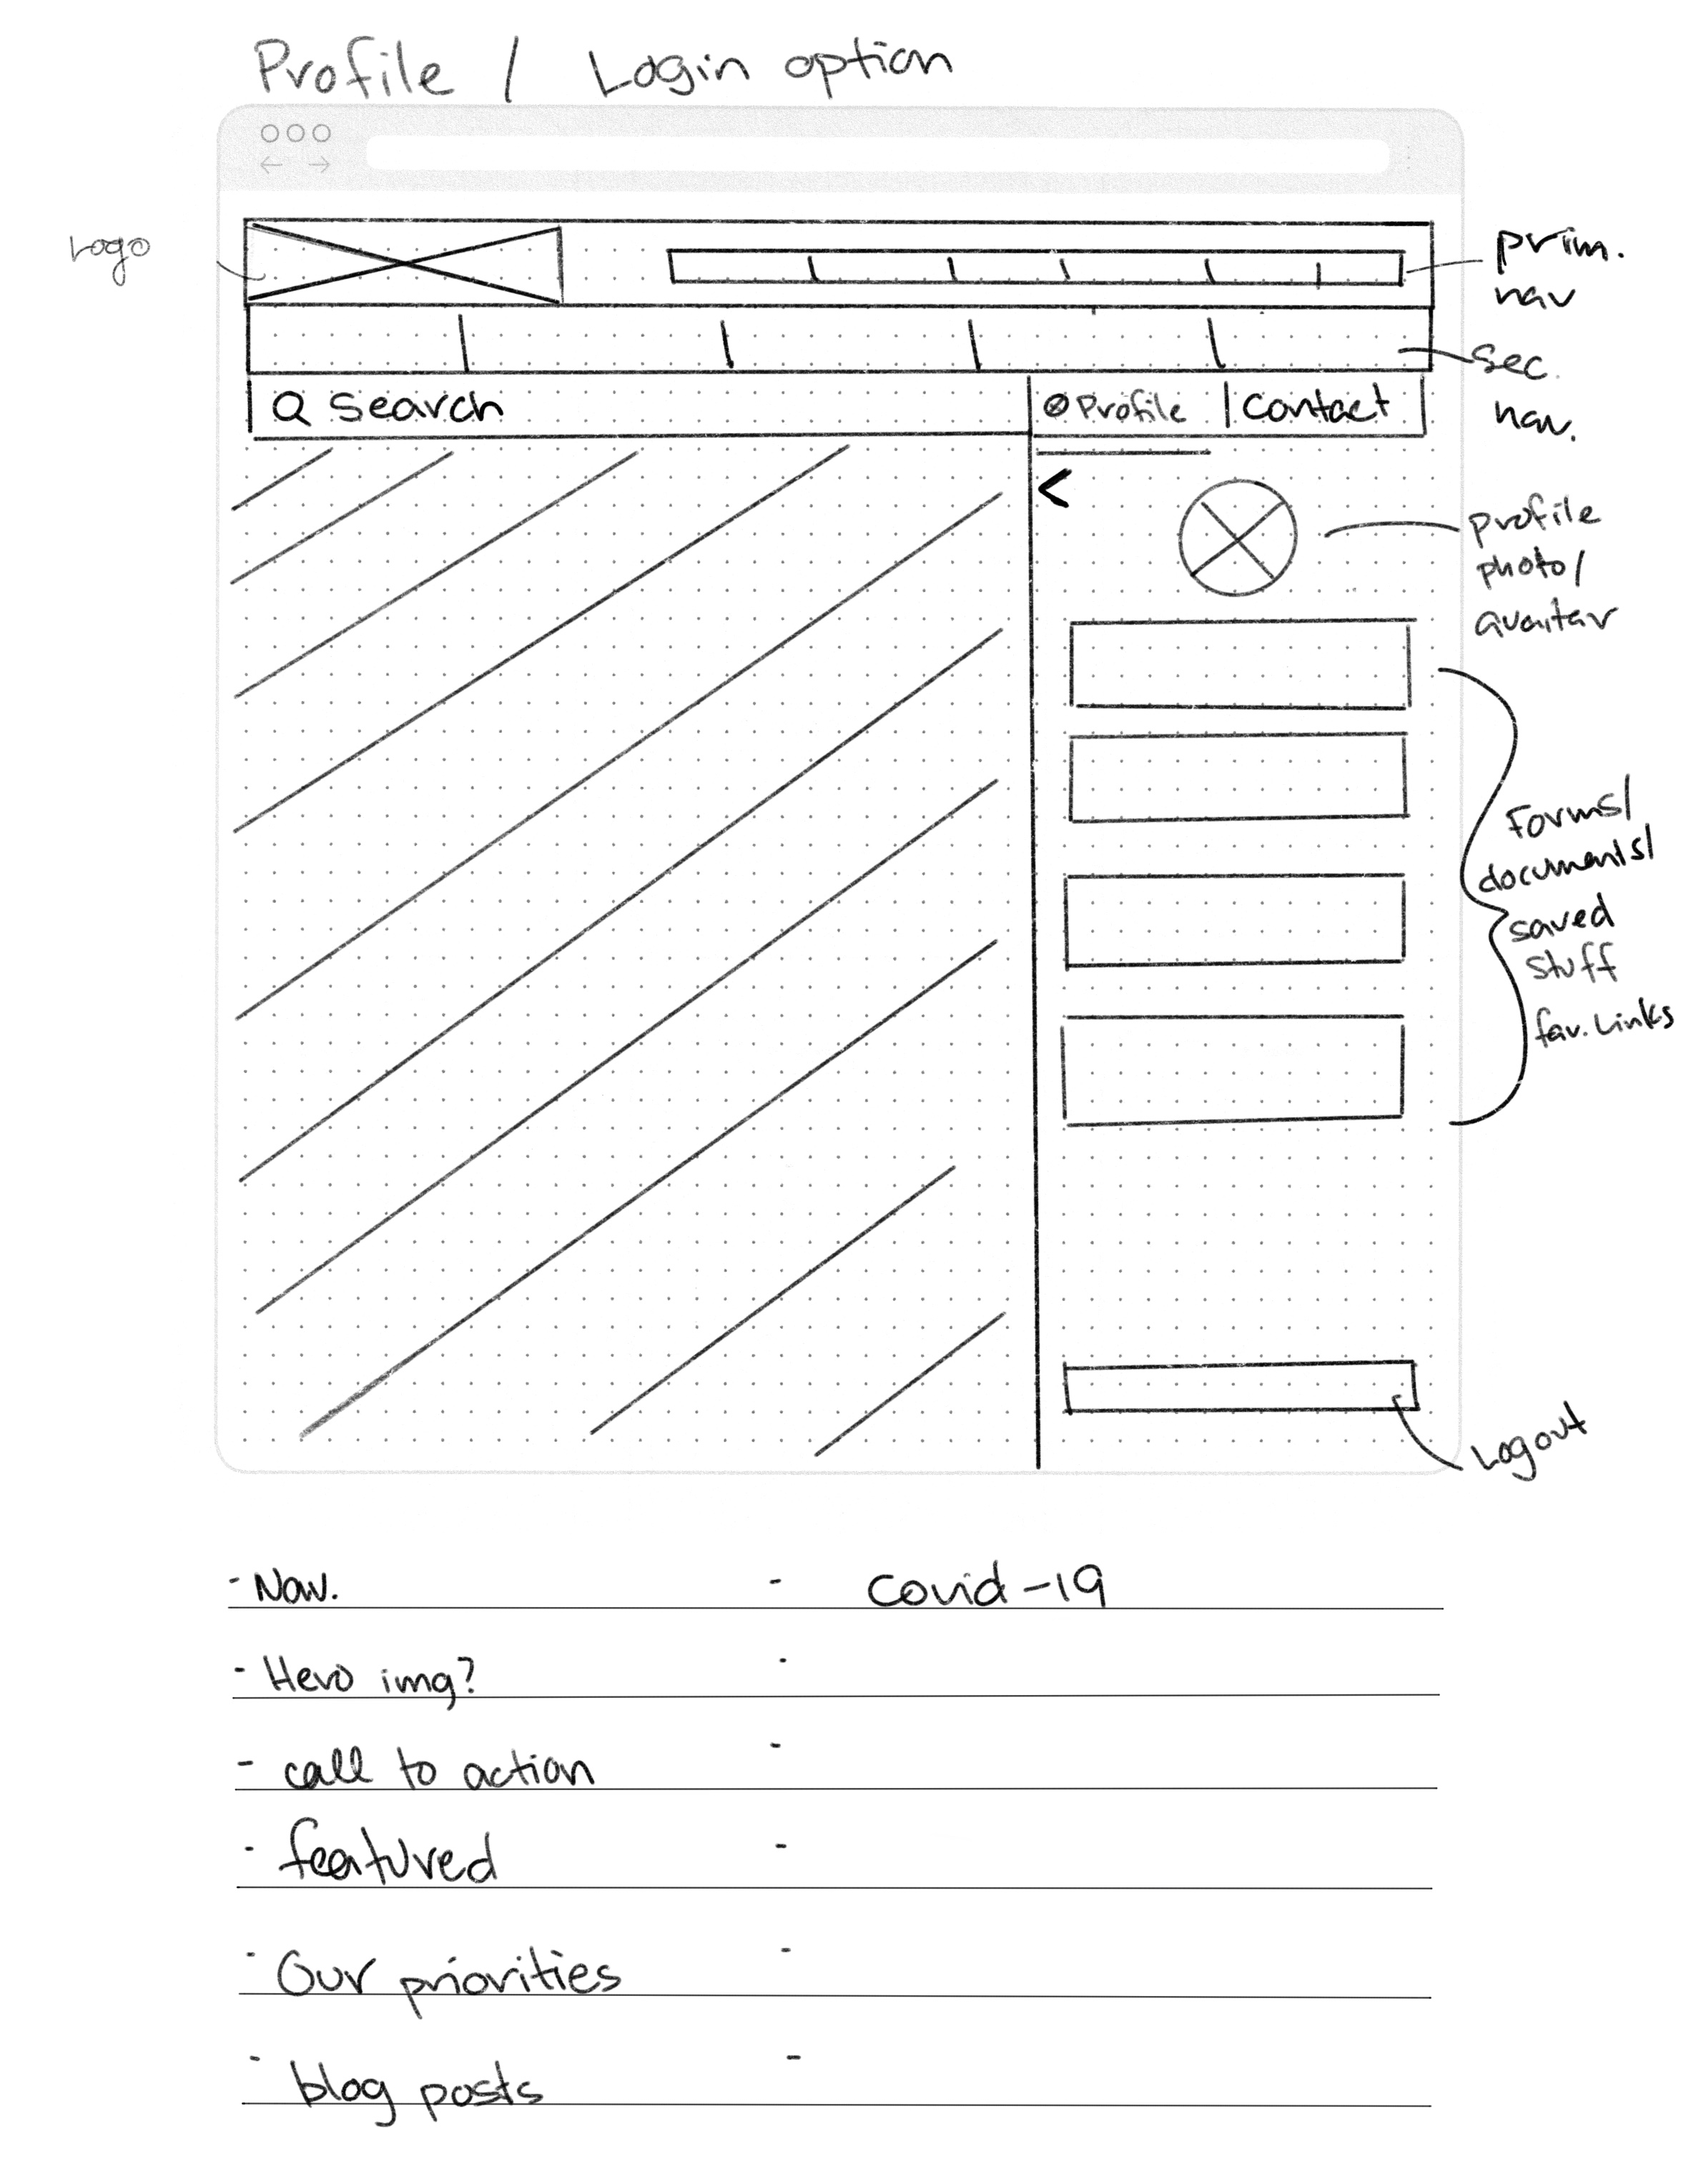 Profile / Login option
Logo
prim.
nav
sec.
nav.
Search
Profile
Contact
profile
photo/
avaitar
Forms/
documents/
saved
stuff
fav. Links
Logout
- Nav.
- Covid-19
- Hero img?
-
- call to action
-
- featured
-
- Our priorities
-
- blog posts
-